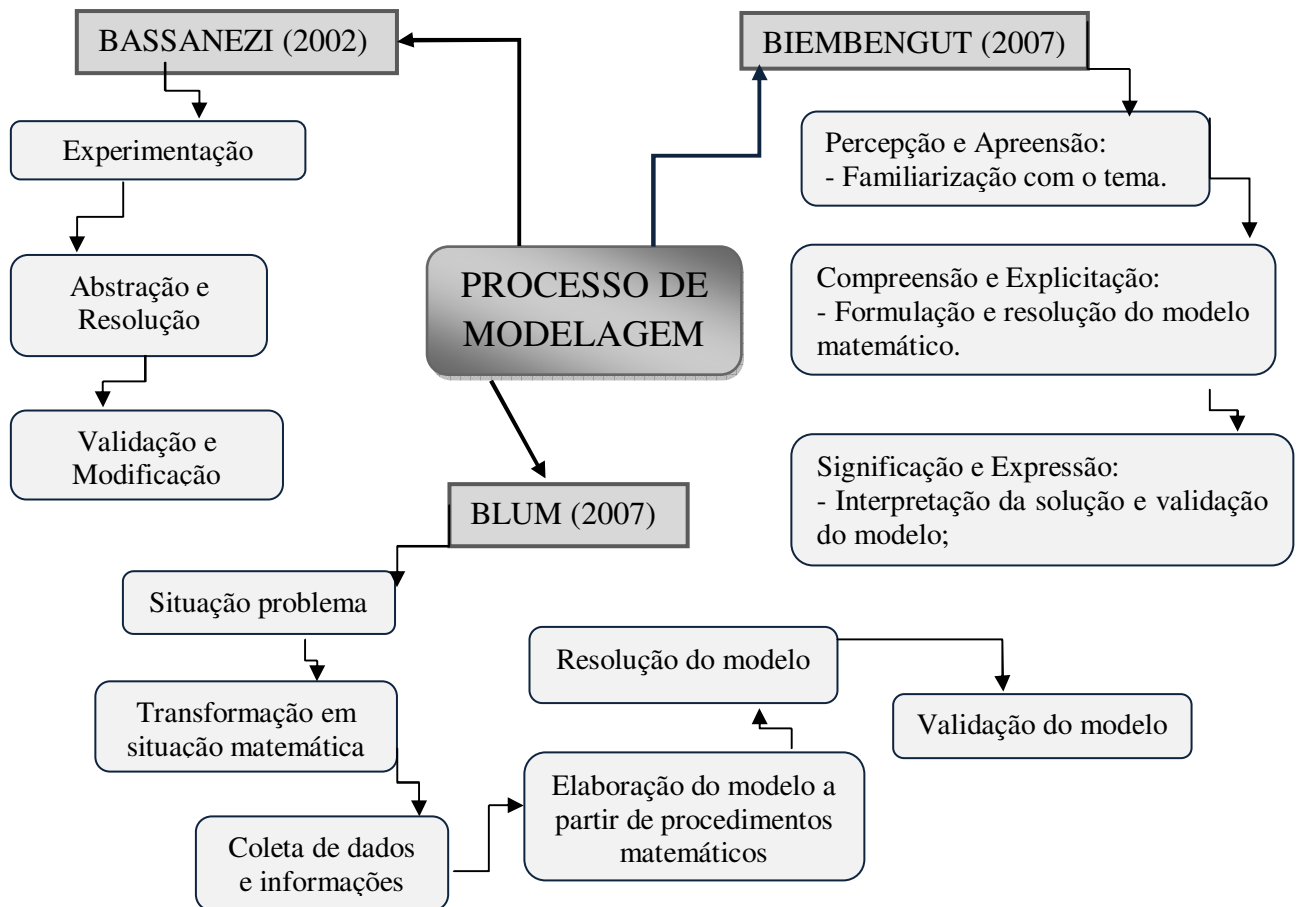 BASSANEZI (2002)
Experimentação
Abstração e
Resolução
Validação e
Modificação
PROCESSO DE
MODELAGEM
BIEMBENGUT (2007)
Percepção e Apreensão:
- Familiarização com o tema.
Compreensão e Explicitação:
- Formulação e resolução do modelo
matemático.
Significação e Expressão:
- Interpretação da solução e validação
do modelo;
BLUM (2007)
Situação problema
Transformação em
situação matemática
Coleta de dados
e informações
Elaboração do modelo a
partir de procedimentos
matemáticos
Resolução do modelo
Validação do modelo